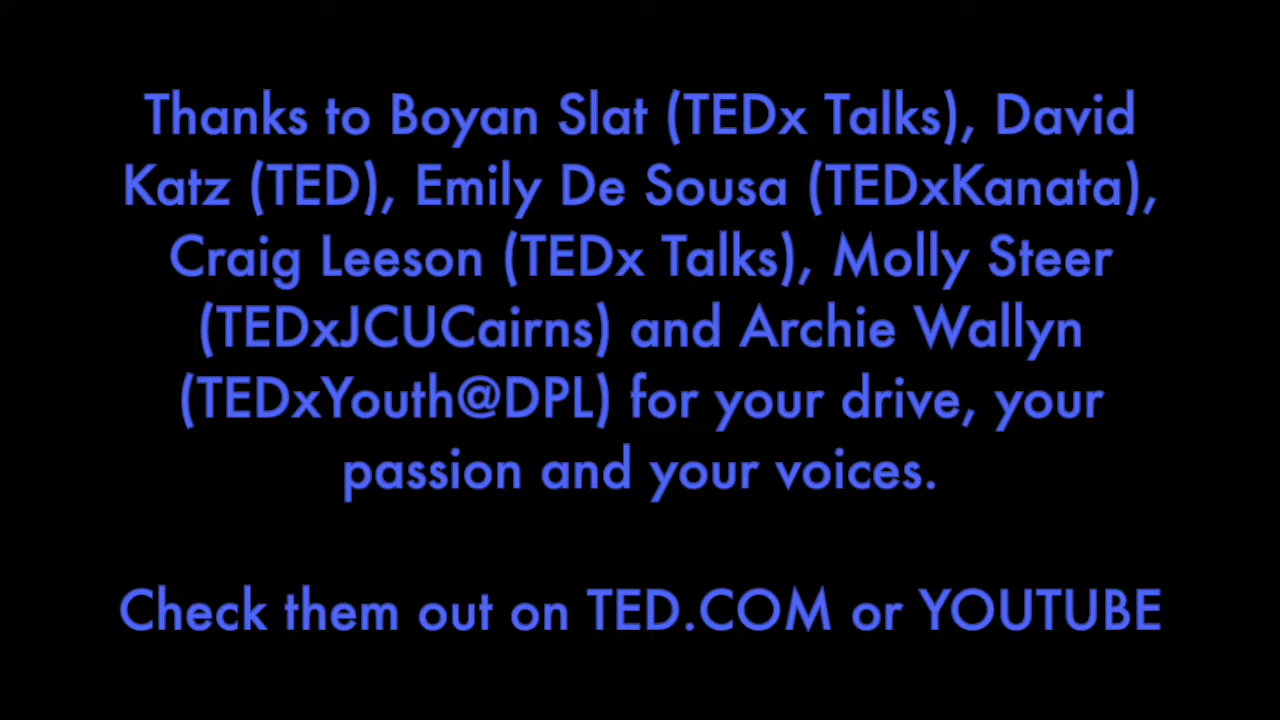 Thanks to Boyan Slat (TEDx Talks), David
Katz (TED), Emily De Sousa (TEDxKanata),
Craig Leeson (TEDx Talks), Molly Steer
(TEDxJCUCairns) and Archie Wallyn
(TEDxYouth@DPL) for your drive, your
passion and your voices.
Check them out on TED.COM or YOUTUBE